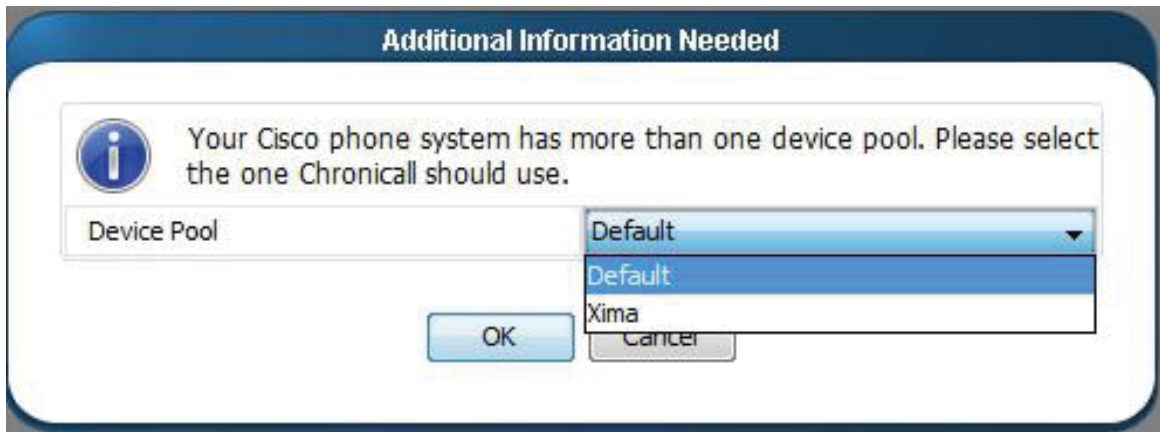 Additional Information Needed
Your Cisco phone system has more than one device pool. Please select
the one Chronicall should use.
Device Pool
Default
Default
Xima
OK
Cancel